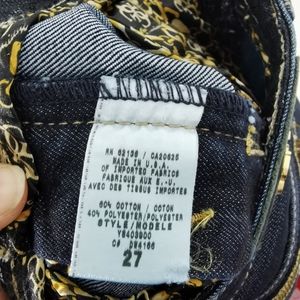 RN 62136 / CA20625
MADE IN U.S.A.
OF IMPORTED FABRICS
FABRIQUE AUX E.-U.
AVEC DES TISSUS IMPORTES
60% COTTON / COTON
40% POLYESTER/POLYESTER
STYLE/MODELE
C# DW4166
27